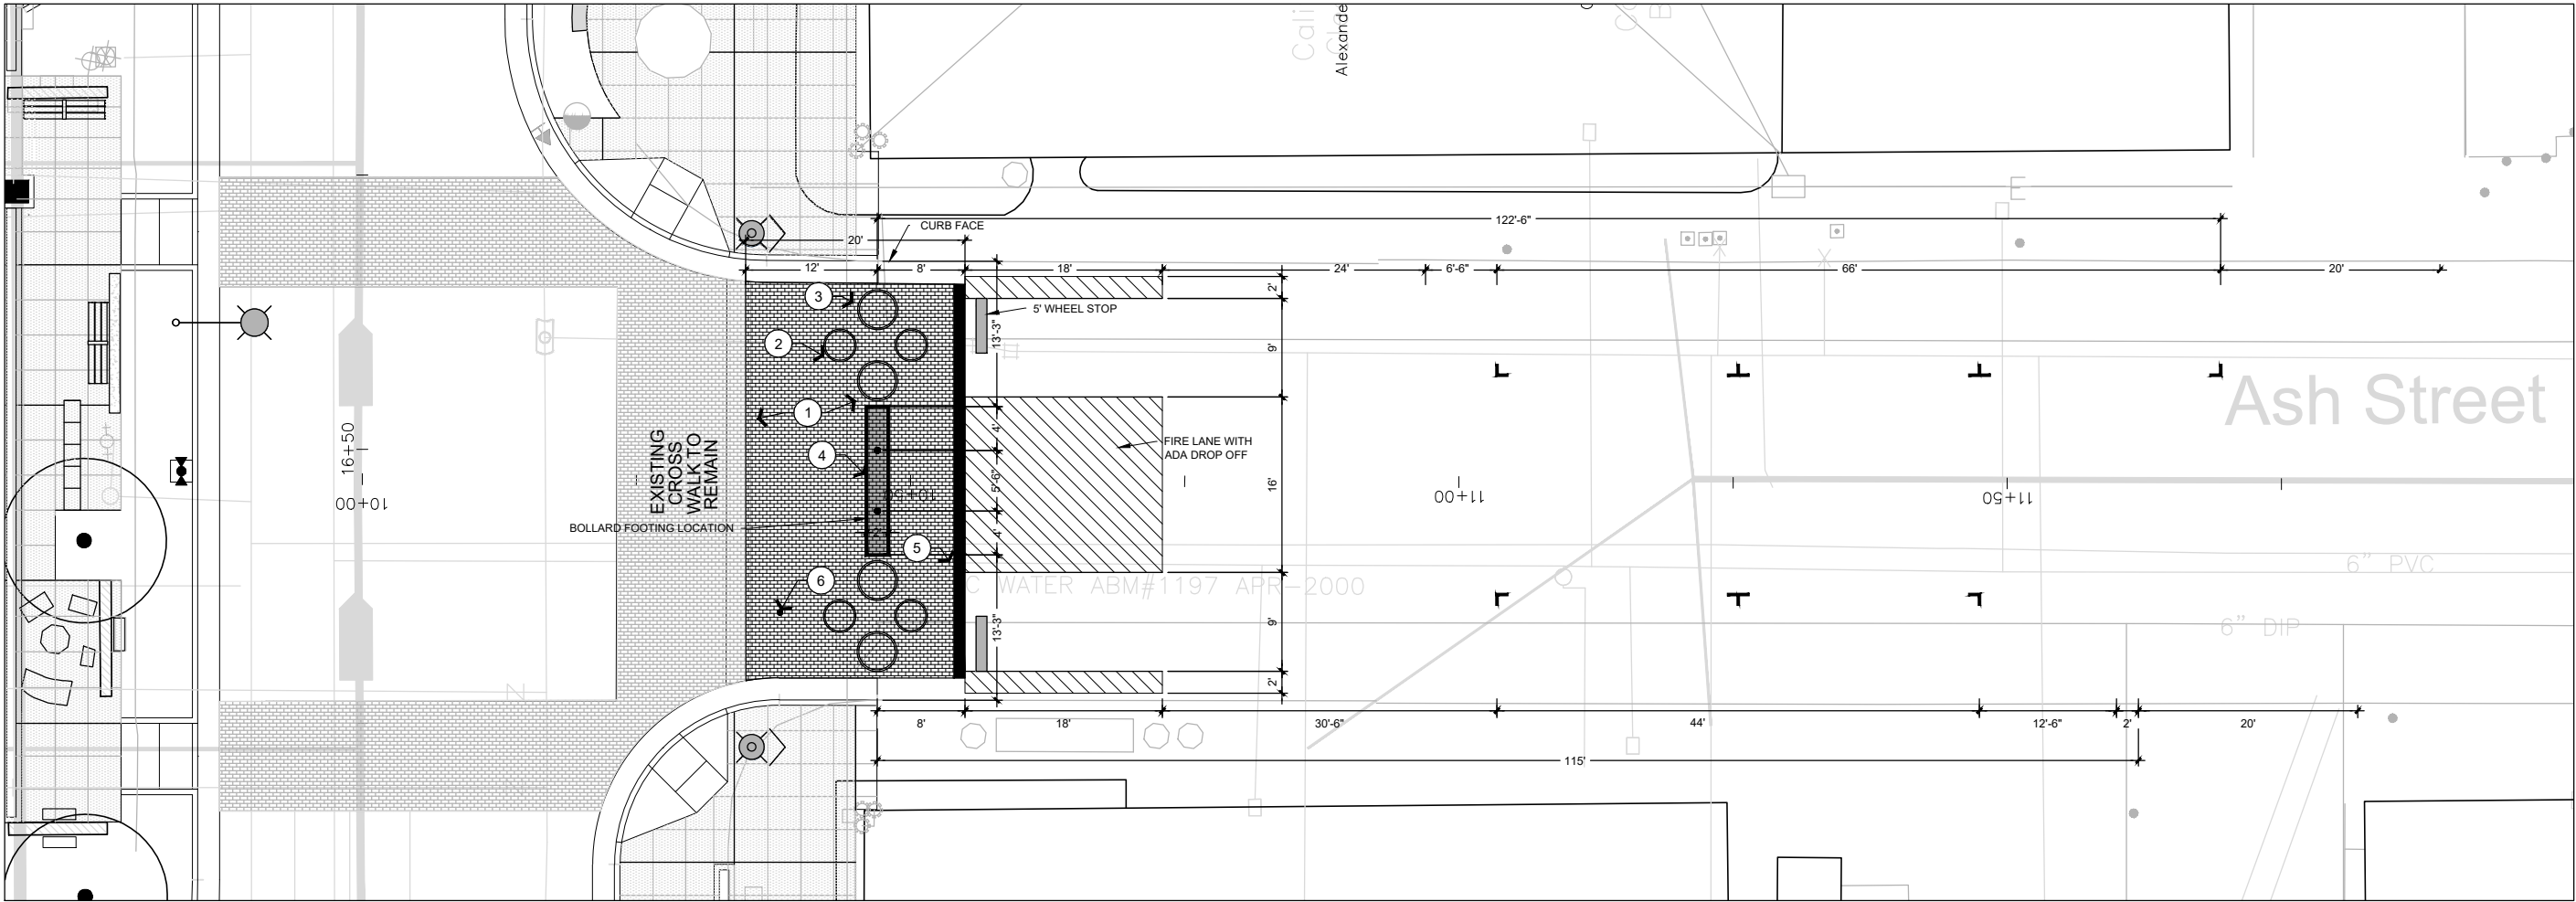 Cali
Alexande
122'-6"
CURB FACE
20'
12'
8'
18'
24'
6'-6"
66'
20'
2'
3
5' WHEEL STOP
13'-3"
2
9'
Ash Street
1
4'
16+50
10+00
EXISTING
CROSS
WALK TO
REMAIN
4
FIRE LANE WITH
ADA DROP OFF
5'-6"
16'
11+00
11+50
BOLLARD FOOTING LOCATION
4'
5
6
C WATER ABM#1197 APR-2000
6" PVC
6" DIP
13'-3"
9'
2'
8'
18'
30'-6"
44'
12'-6"
2'
20'
115'